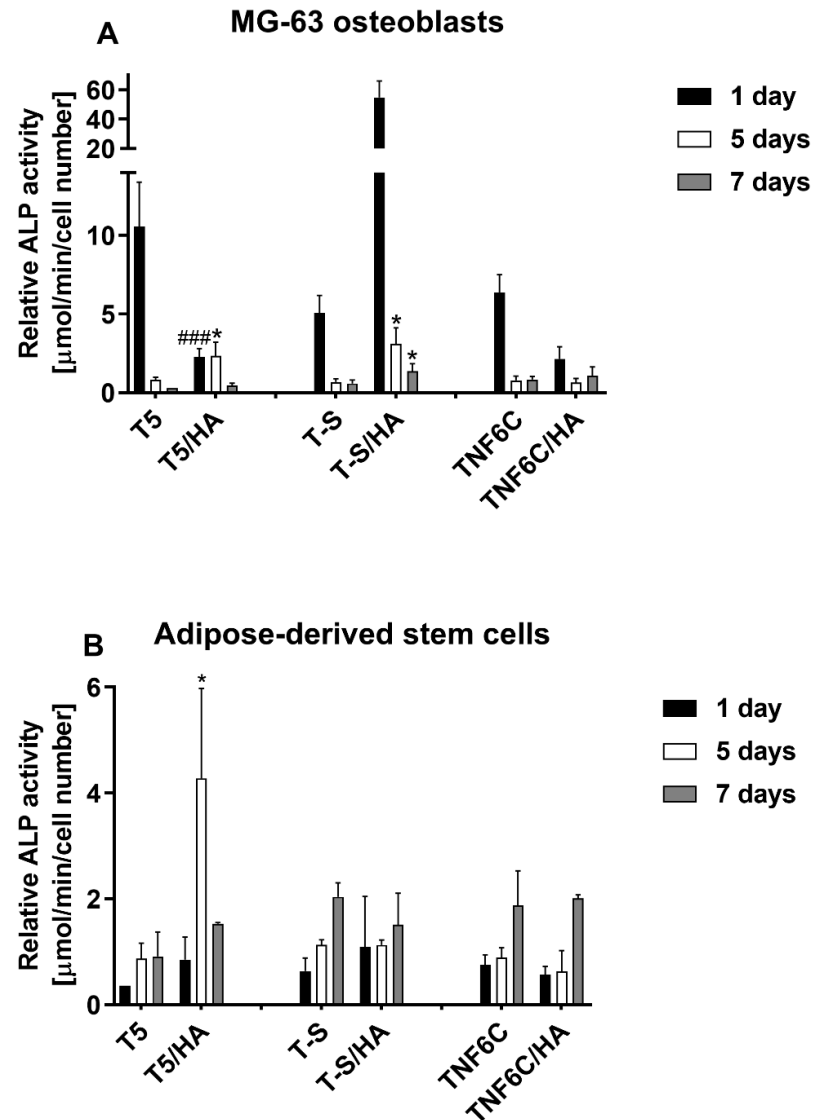 A
MG-63 osteoblasts
Relative ALP activity
[µmol/min/cell number]
60
40
20
10
5
0
###
*
*
*
T5
T5/HA
T-S
T-S/HA
TNF6C
TNF6C/HA
1 day
5 days
7 days
B
Adipose-derived stem cells
Relative ALP activity
[µmol/min/cell number]
6
4
2
0
*
T5
T5/HA
T-S
T-S/HA
TNF6C
TNF6C/HA
1 day
5 days
7 days